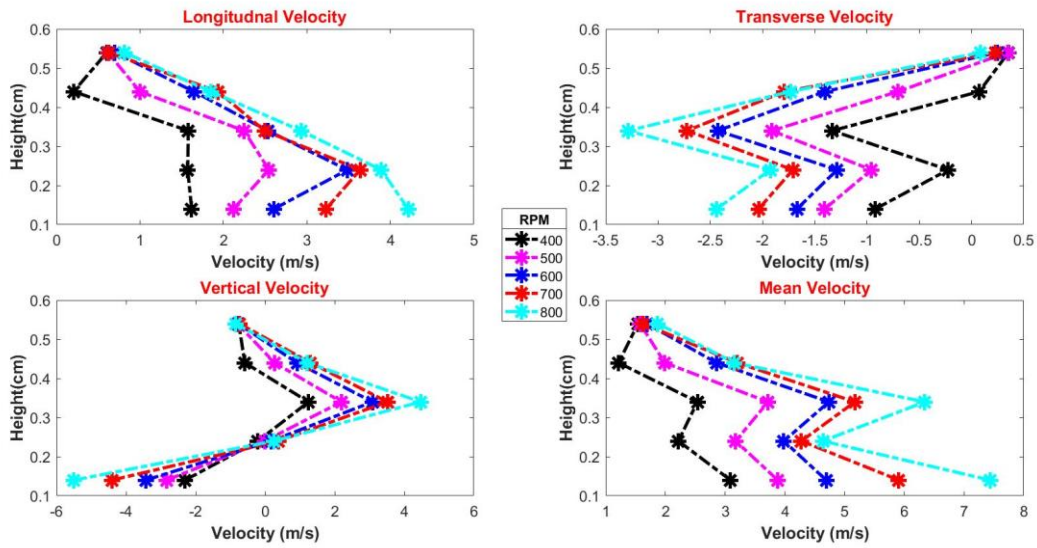 Longitudnal Velocity
0.6
0.5
0.4
0.3
0.2
0.1
Height(cm)
0 1 2 3 4 5
Velocity (m/s)
Transverse Velocity
0.6
0.5
0.4
0.3
0.2
0.1
Height(cm)
-3.5 -3 -2.5 -2 -1.5 -1 -0.5 0 0.5
Velocity (m/s)
RPM
400
500
600
700
800
Vertical Velocity
0.6
0.5
0.4
0.3
0.2
0.1
Height(cm)
-6 -4 -2 0 2 4 6
Velocity (m/s)
Mean Velocity
0.6
0.5
0.4
0.3
0.2
0.1
Height(cm)
1 2 3 4 5 6 7 8
Velocity (m/s)